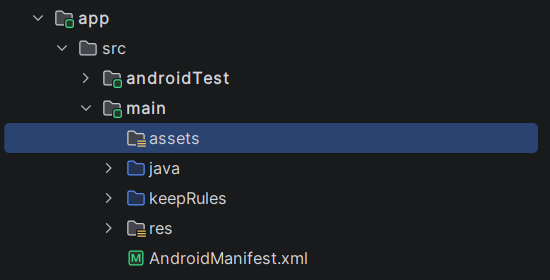 app
src
androidTest
main
assets
java
keepRules
res
AndroidManifest.xml